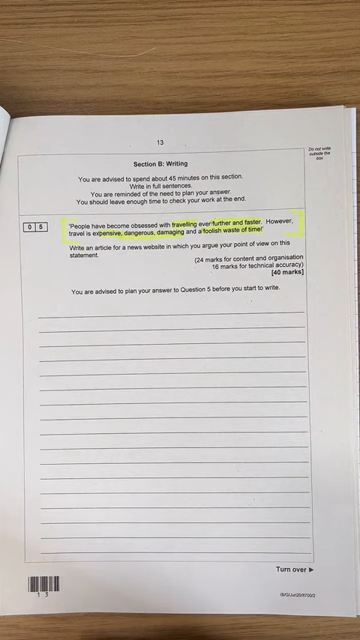 13
Do not write
outside the
box
Section B: Writing
You are advised to spend about 45 minutes on this section.
Write in full sentences.
You are reminded of the need to plan your answer.
You should leave enough time to check your work at the end.
0 5
'People have become obsessed with travelling ever further and faster. However,
travel is expensive, dangerous, damaging and a foolish waste of time!'
Write an article for a news website in which you argue your point of view on this
statement.
(24 marks for content and organisation
16 marks for technical accuracy)
[40 marks]
You are advised to plan your answer to Question 5 before you start to write.
Turn over ►
1 3
IB/G/Jun20/8700/2